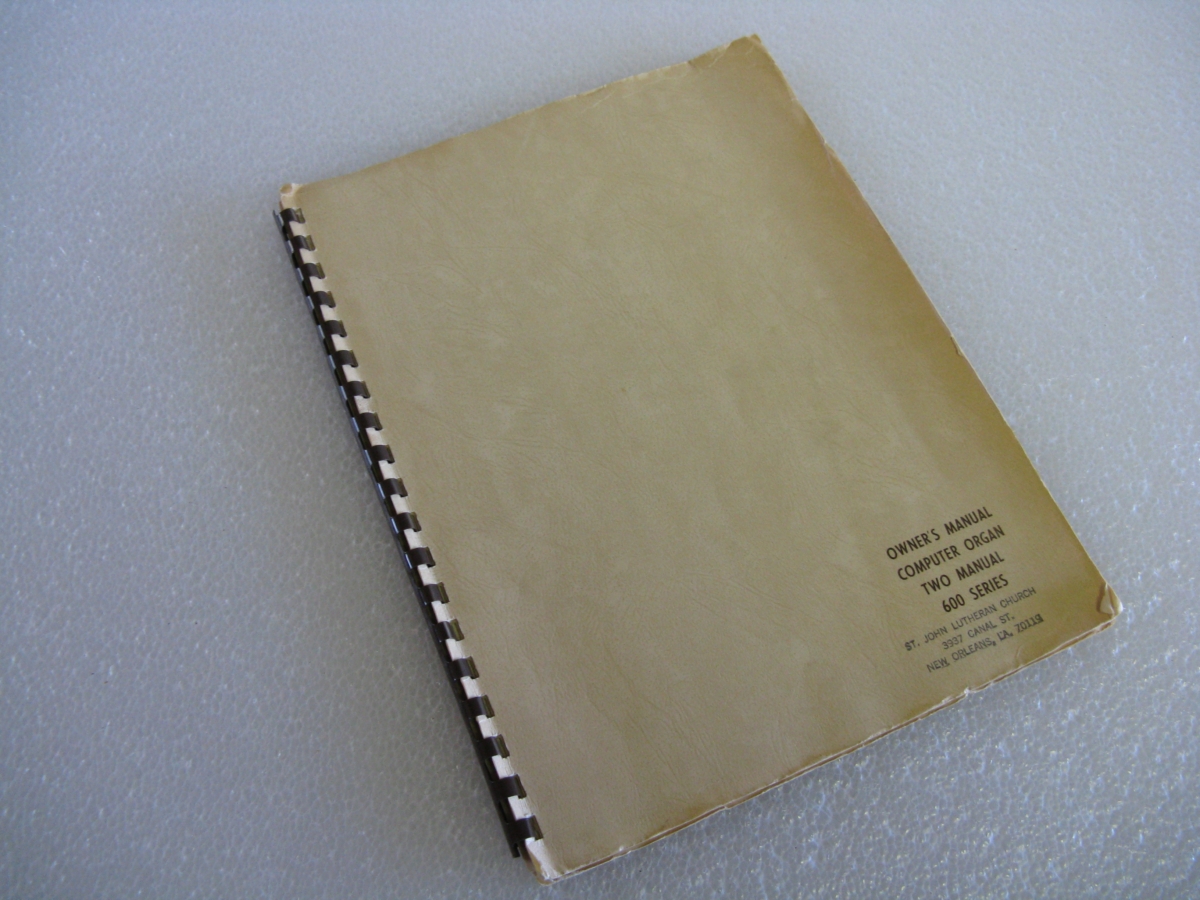 OWNER'S MANUAL
COMPUTER ORGAN
TWO MANUAL
600 SERIES
ST. JOHN LUTHERAN CHURCH
3937 CANAL ST.
NEW ORLEANS, LA. 70119